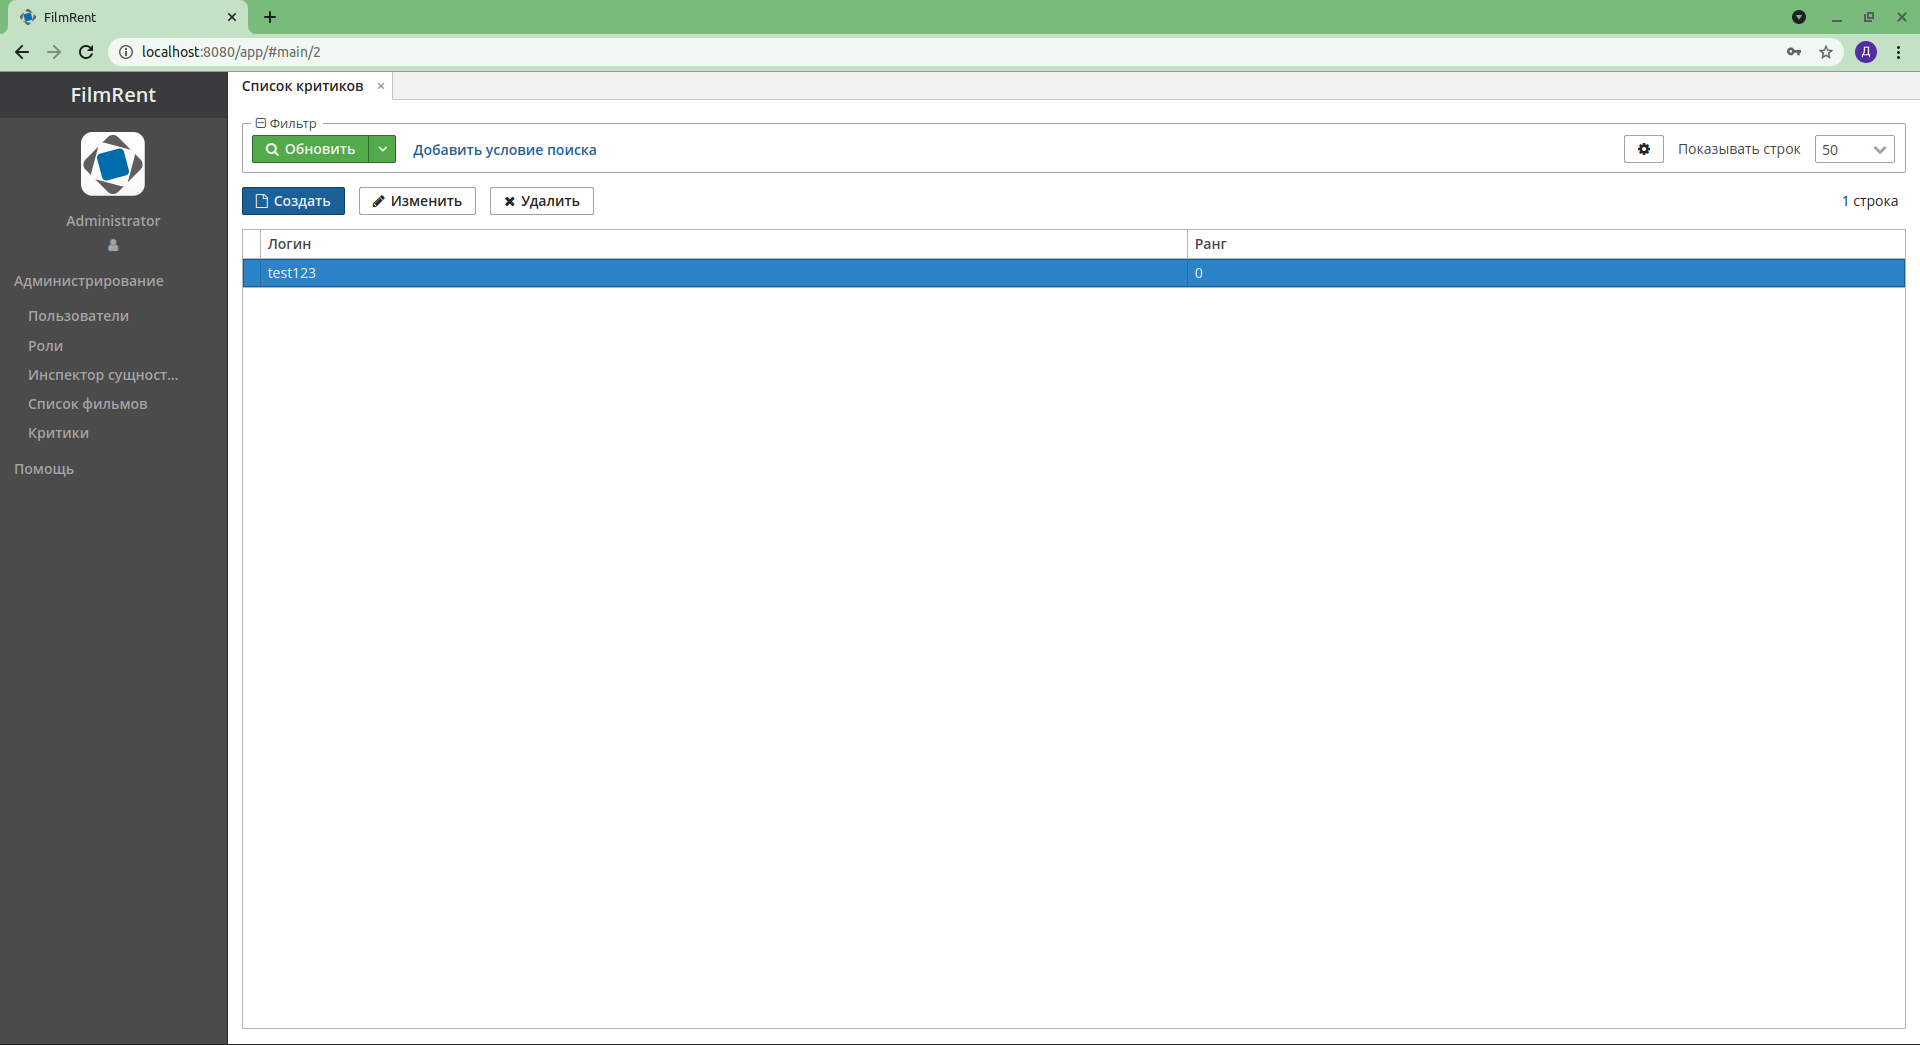 FilmRent
localhost:8080/app/#main/2
Д
FilmRent
Administrator
Администрирование
Пользователи
Роли
Инспектор сущност...
Список фильмов
Критики
Помощь
Список критиков
Фильтр
Обновить Добавить условие поиска Показывать строк 50
Создать Изменить Удалить 1 строка
Логин Ранг
test123 0